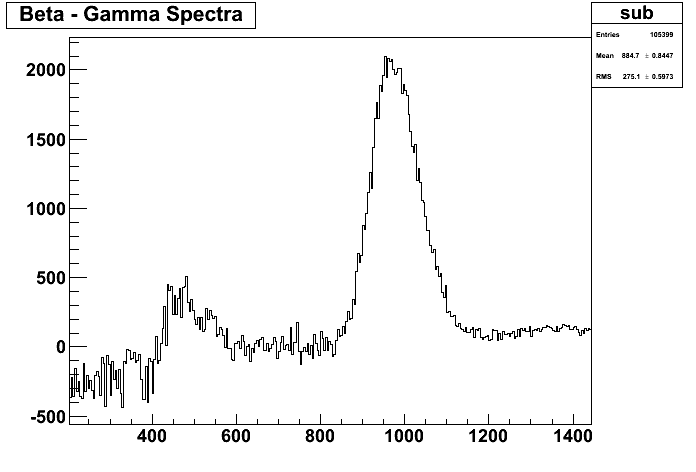 Beta - Gamma Spectra
sub
Entries 105399
Mean 884.7 ± 0.8447
RMS 275.1 ± 0.5973
2000
1500
1000
500
0
-500
400 600 800 1000 1200 1400